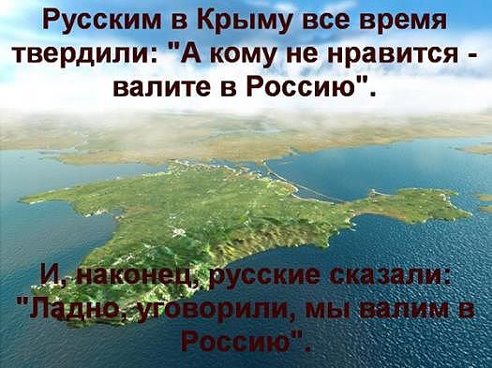 Русским в Крыму все время
твердили: "А кому не нравится -
валите в Россию".
И, наконец, русские сказали:
"Ладно, уговорили, мы валим в
Россию".